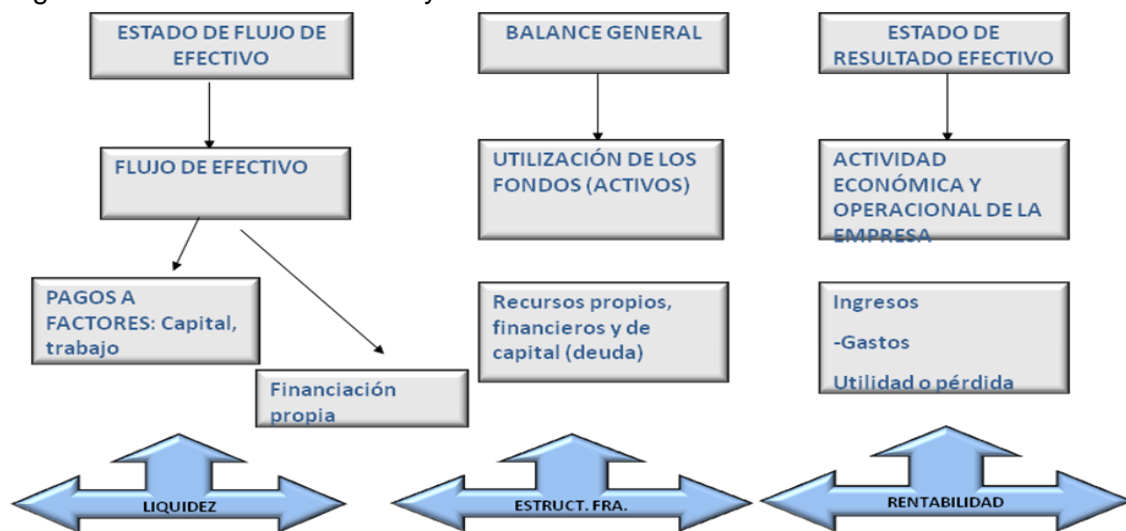 ESTADO DE FLUJO DE
EFECTIVO
BALANCE GENERAL
ESTADO DE
RESULTADO EFECTIVO
FLUJO DE EFECTIVO
UTILIZACIÓN DE LOS
FONDOS (ACTIVOS)
ACTIVIDAD
ECONÓMICA Y
OPERACIONAL DE LA
EMPRESA
PAGOS A
FACTORES: Capital,
trabajo
Financiación
propia
Recursos propios,
financieros y de
capital (deuda)
Ingresos
-Gastos
Utilidad o pérdida
LIQUIDEZ
ESTRUCT. FRA.
RENTABILIDAD